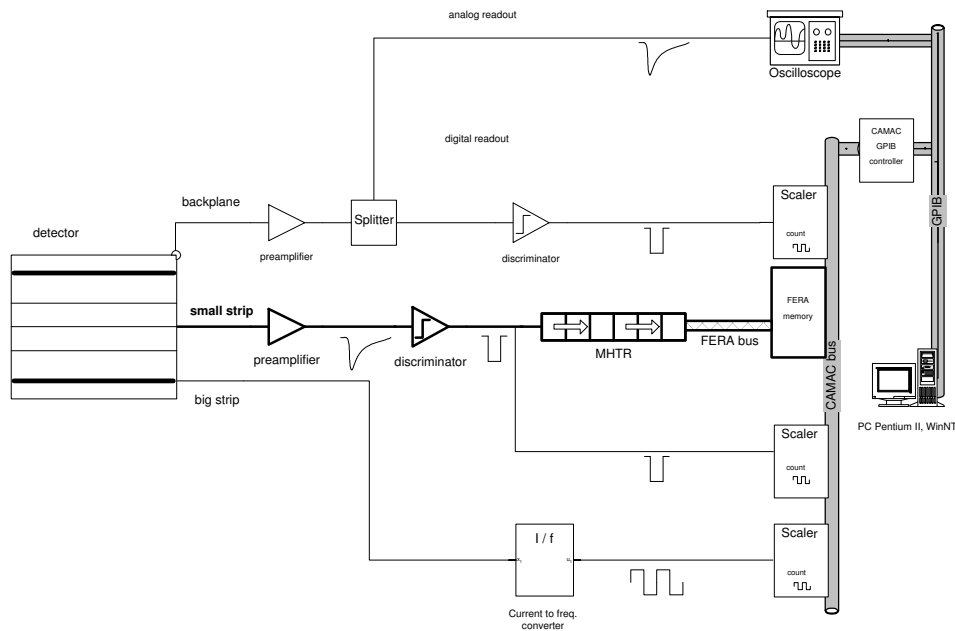 analog readout
Oscilloscope
digital readout
CAMAC
GPIB
controller
GPIB
backplane
Splitter
Scaler
count
detector
preamplifier
discriminator
small strip
FERA
memory
preamplifier
discriminator
MHTR
FERA bus
CAMAC bus
big strip
PC Pentium II, WinNT
Scaler
count
I / f
Scaler
count
Current to freq.
converter